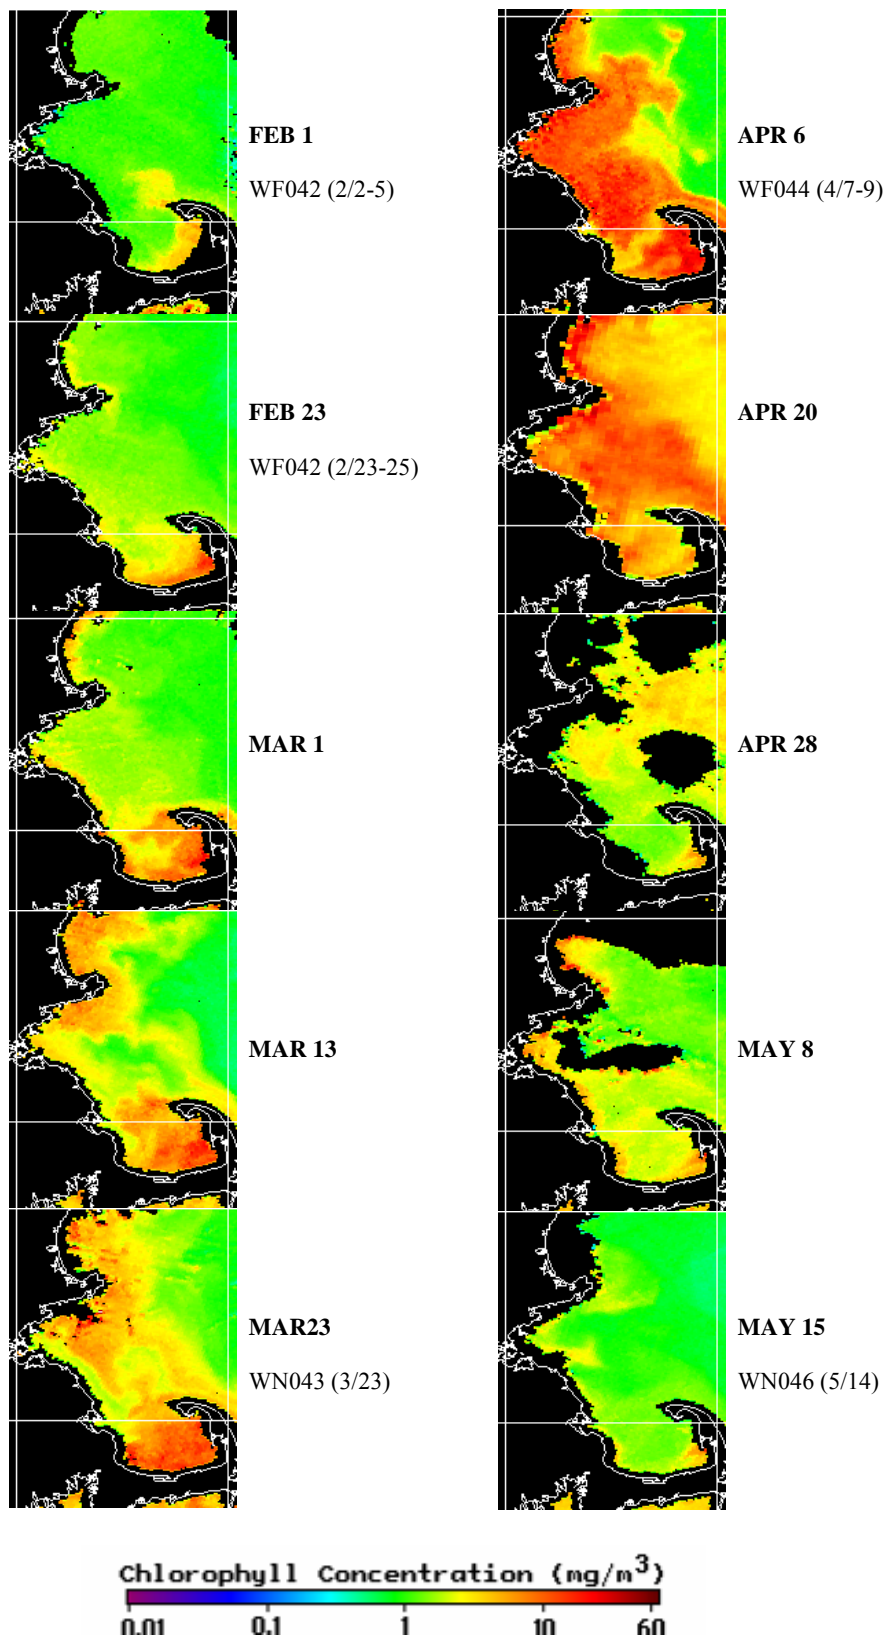 FEB 1
WF042 (2/2-5)
FEB 23
WF042 (2/23-25)
MAR 1
MAR 13
MAR23
WN043 (3/23)
APR 6
WF044 (4/7-9)
APR 20
APR 28
MAY 8
MAY 15
WN046 (5/14)
Chlorophyll Concentration (mg/m³)
0.01 0.1 1 10 60